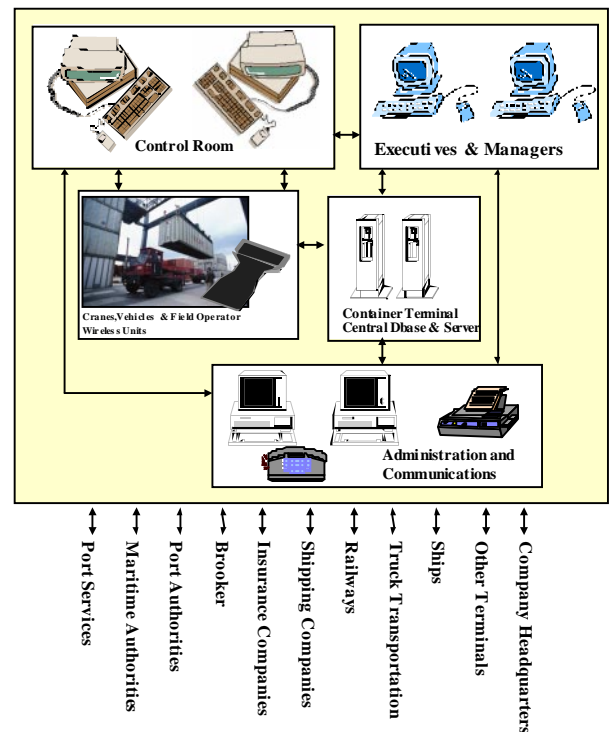 Control Room
Executives & Managers
Cranes,Vehicles & Field Operator
Wireless Units
Container Terminal
Central Dbase & Server
Administration and
Communications
Port Services
Maritime Authorities
Port Authorities
Brooker
Insurance Companies
Shipping Companies
Railways
Truck Transportation
Ships
Other Terminals
Company Headquarters